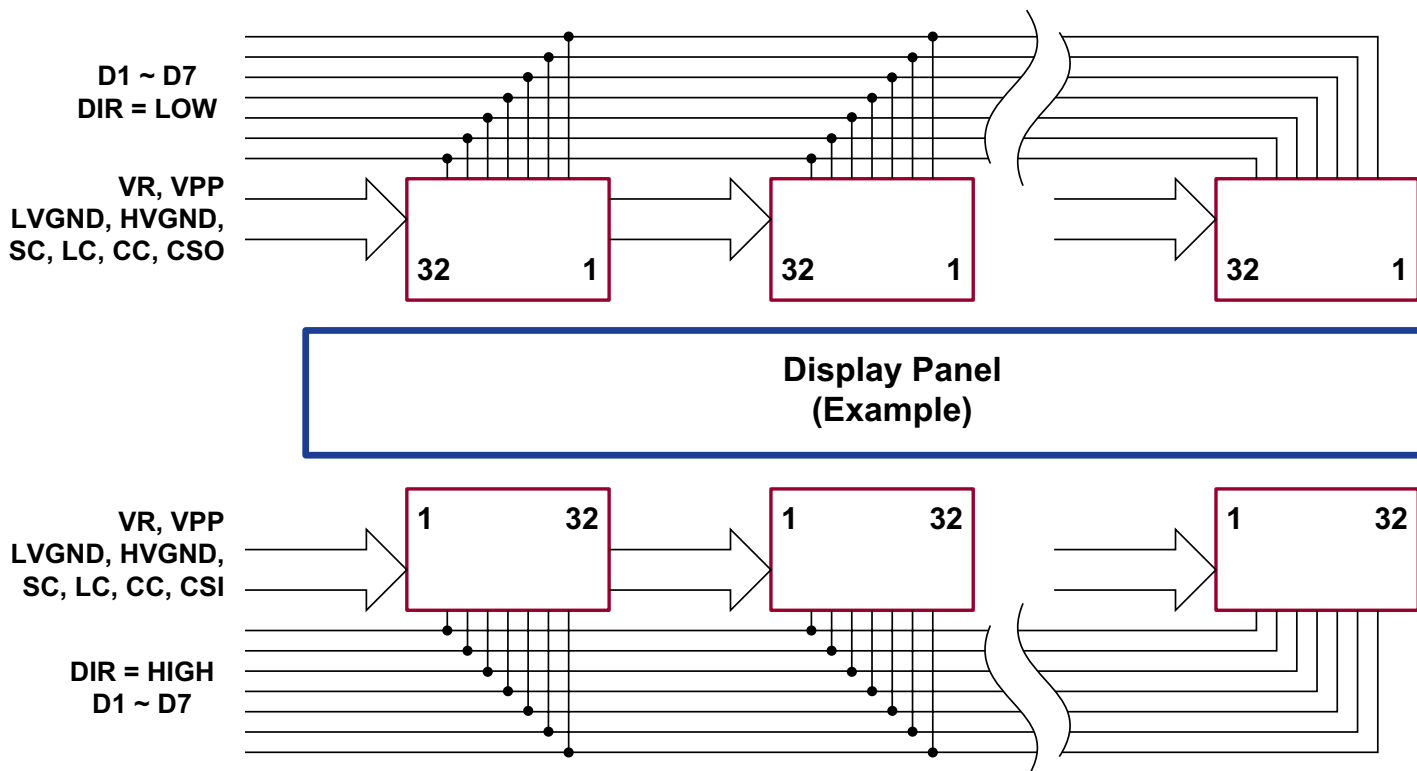 D1 ~ D7
DIR = LOW
VR, VPP
LVGND, HVGND,
SC, LC, CC, CSO
32 1
32 1
32 1
Display Panel
(Example)
1 32
1 32
1 32
VR, VPP
LVGND, HVGND,
SC, LC, CC, CSI
DIR = HIGH
D1 ~ D7